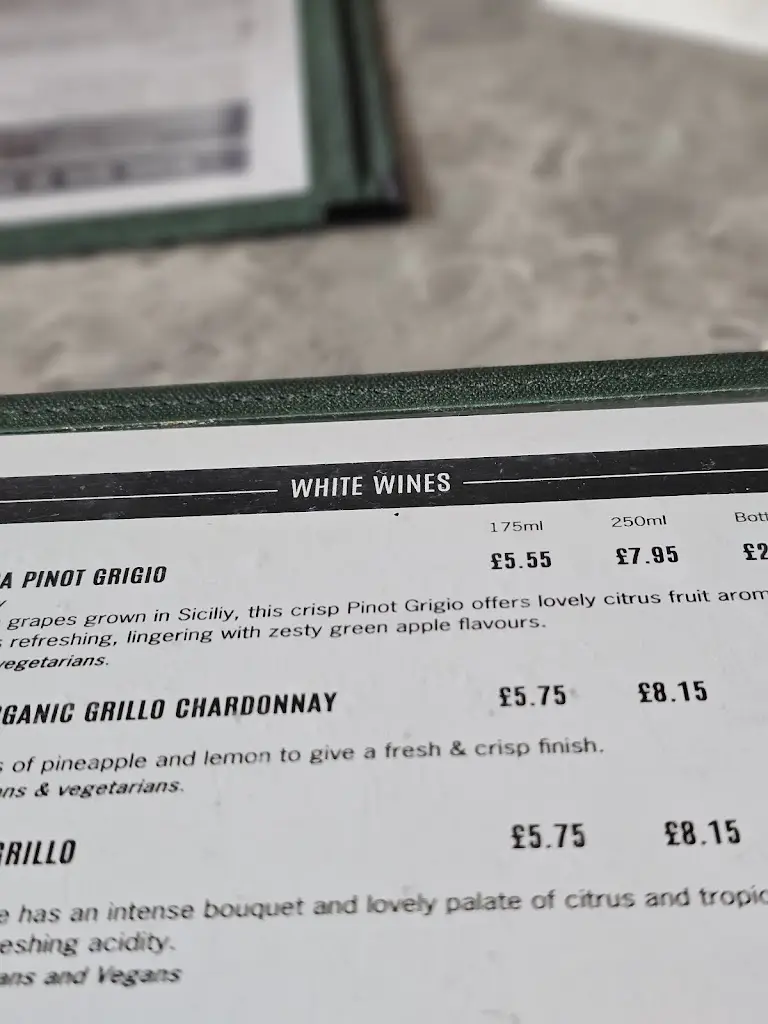 WHITE WINES
175ml 250ml Bott
A PINOT GRIGIO £5.55 £7.95 £2
grapes grown in Siciliy, this crisp Pinot Grigio offers lovely citrus fruit arom
refreshing, lingering with zesty green apple flavours.
vegetarians.
GANIC GRILLO CHARDONNAY £5.75 £8.15
s of pineapple and lemon to give a fresh & crisp finish.
ns & vegetarians.
GRILLO £5.75 £8.15
e has an intense bouquet and lovely palate of citrus and tropic
eshing acidity.
ans and Vegans